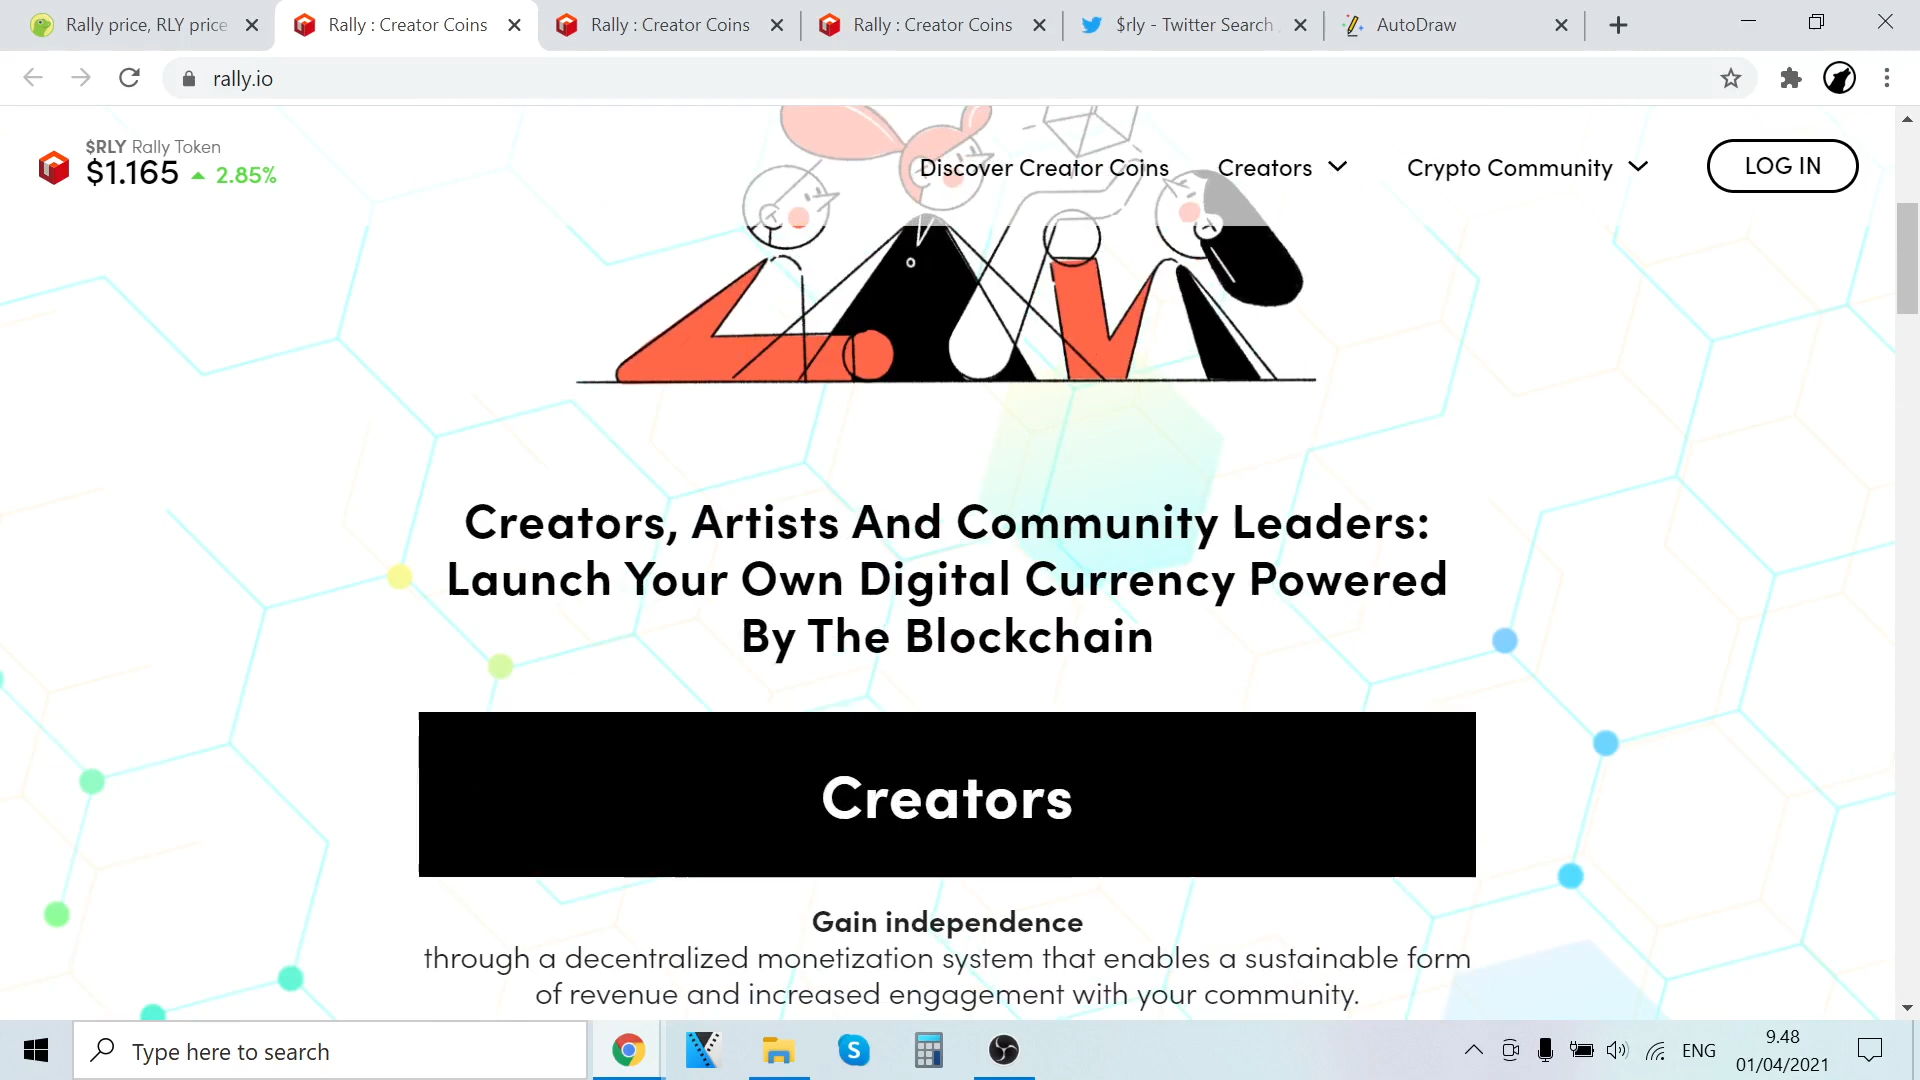 Rally price, RLY price
Rally : Creator Coins
Rally : Creator Coins
Rally : Creator Coins
$rly - Twitter Search
AutoDraw
rally.io
$RLY Rally Token
$1.165 2.85%
Discover Creator Coins
Creators
Crypto Community
LOG IN
Creators, Artists And Community Leaders:
Launch Your Own Digital Currency Powered
By The Blockchain
Creators
Gain independence
through a decentralized monetization system that enables a sustainable form
of revenue and increased engagement with your community.
Type here to search
ENG
9.48
01/04/2021